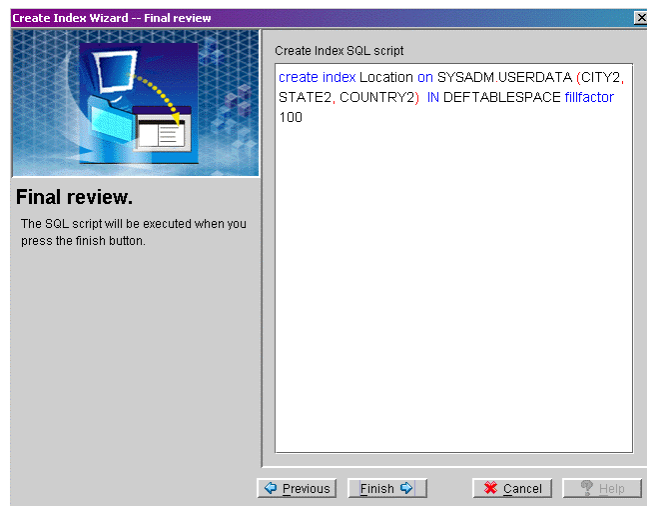 Create Index Wizard -- Final review
Create Index SQL script
create index Location on SYSADM.USERDATA (CITY2,
STATE2, COUNTRY2)  IN DEFTABLESPACE fillfactor
100
Final review.
The SQL script will be executed when you
press the finish button.
Previous
Finish
Cancel
Help